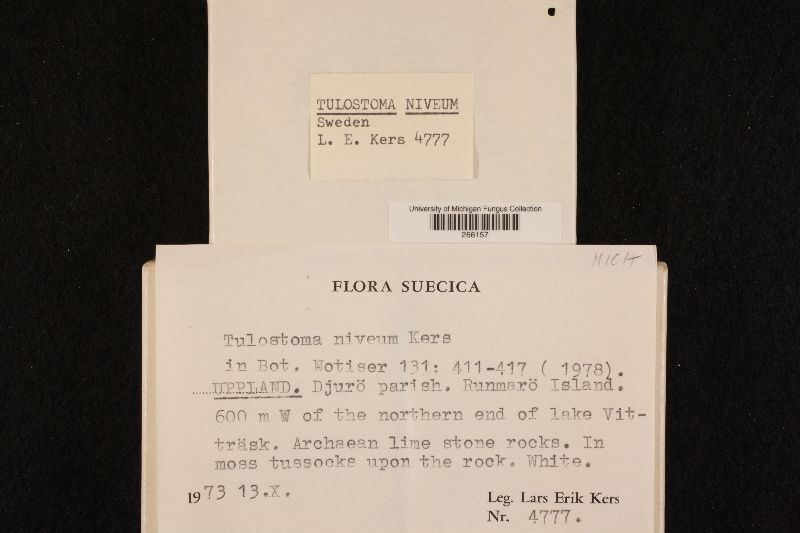 TULOSTOMA NIVEUM
Sweden
L. E. Kers 4777
University of Michigan Fungus Collection
266157
MICH
FLORA SUECICA
Tulostoma niveum Kers
in Bot. Notiser 131: 411-417 ( 1978).
UPPLAND. Djurö parish. Runmarö Island.
600 m W of the northern end of lake Vit-
träsk. Archaean lime stone rocks. In
moss tussocks upon the rock. White.
1973 13.X.
Leg. Lars Erik Kers
Nr. 4777.